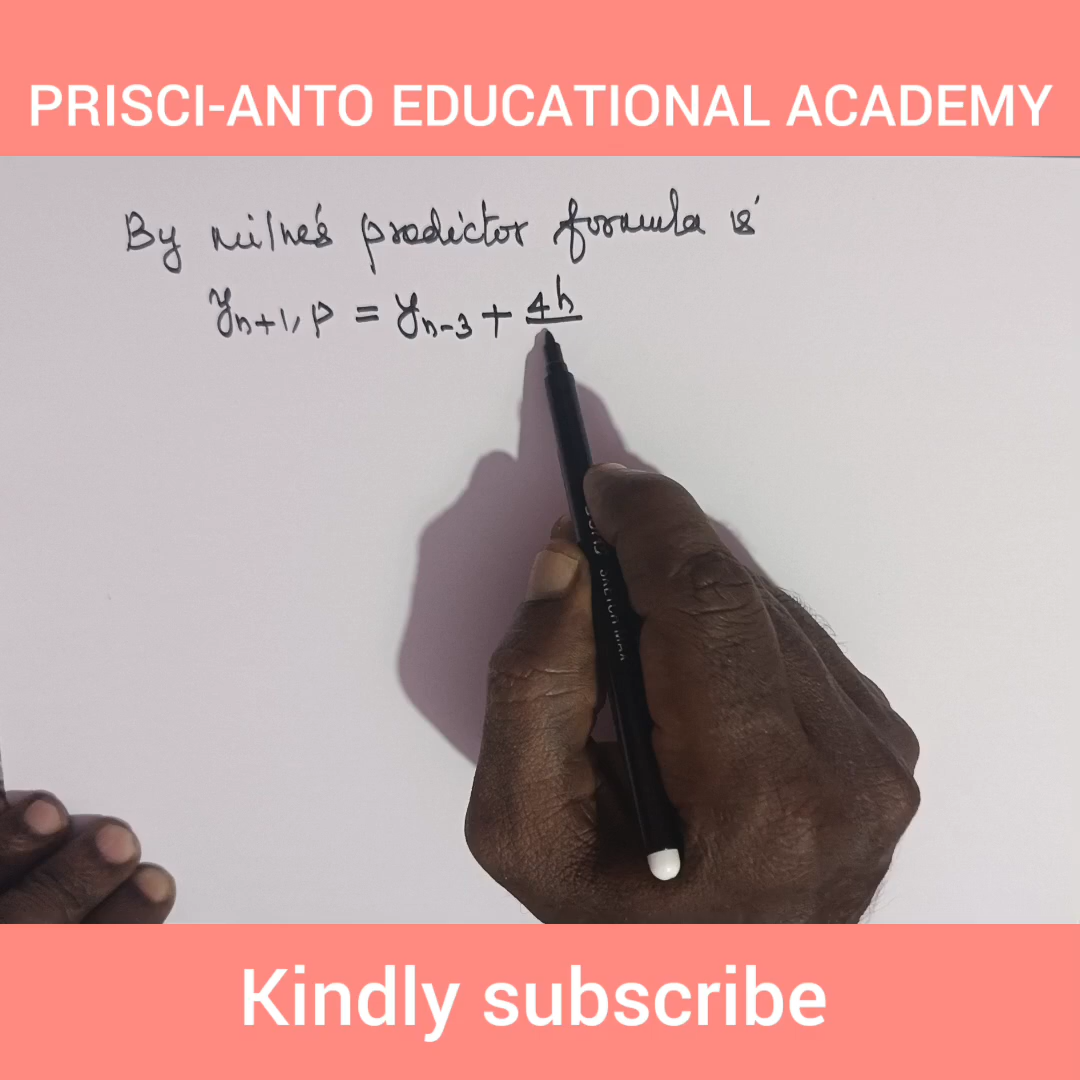 PRISCI-ANTO EDUCATIONAL ACADEMY
By milne's predictor formula is
yn+1,p = yn-3 + 4h
Kindly subscribe